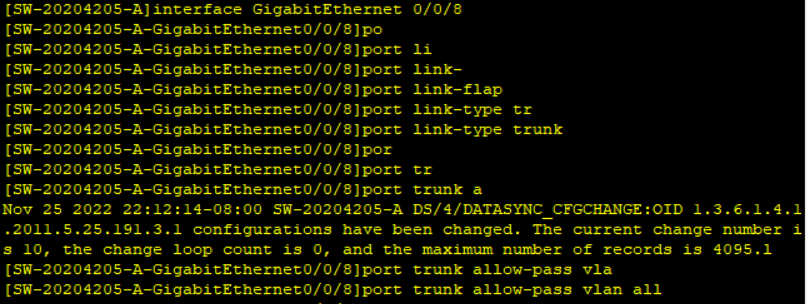 [SW-20204205-A]interface GigabitEthernet 0/0/8
[SW-20204205-A-GigabitEthernet0/0/8]po
[SW-20204205-A-GigabitEthernet0/0/8]port li
[SW-20204205-A-GigabitEthernet0/0/8]port link-
[SW-20204205-A-GigabitEthernet0/0/8]port link-flap
[SW-20204205-A-GigabitEthernet0/0/8]port link-type tr
[SW-20204205-A-GigabitEthernet0/0/8]port link-type trunk
[SW-20204205-A-GigabitEthernet0/0/8]por
[SW-20204205-A-GigabitEthernet0/0/8]port tr
[SW-20204205-A-GigabitEthernet0/0/8]port trunk a
Nov 25 2022 22:12:14-08:00 SW-20204205-A DS/4/DATASYNC_CFGCHANGE:OID 1.3.6.1.4.1
.2011.5.25.191.3.1 configurations have been changed. The current change number i
s 10, the change loop count is 0, and the maximum number of records is 4095.l
[SW-20204205-A-GigabitEthernet0/0/8]port trunk allow-pass vla
[SW-20204205-A-GigabitEthernet0/0/8]port trunk allow-pass vlan all